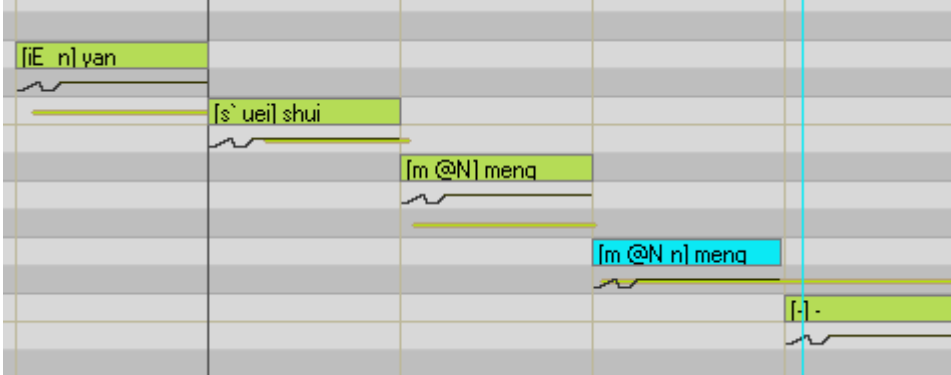 [iE_n] yan
[s` uei] shui
[m @N] meng
[m @N n] meng
[-] -